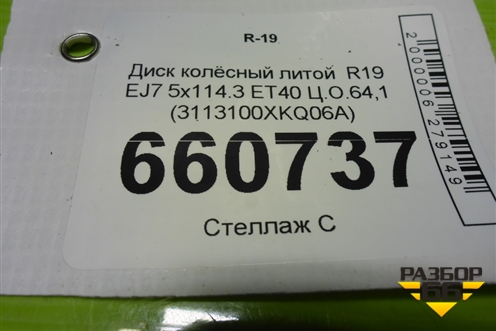 R-19
Диск колёсный литой R19
EJ7 5x114.3 ET40 Ц.О.64,1
(3113100XKQ06A)
660737
Стеллаж С
2000006279149
РАЗБОР
66